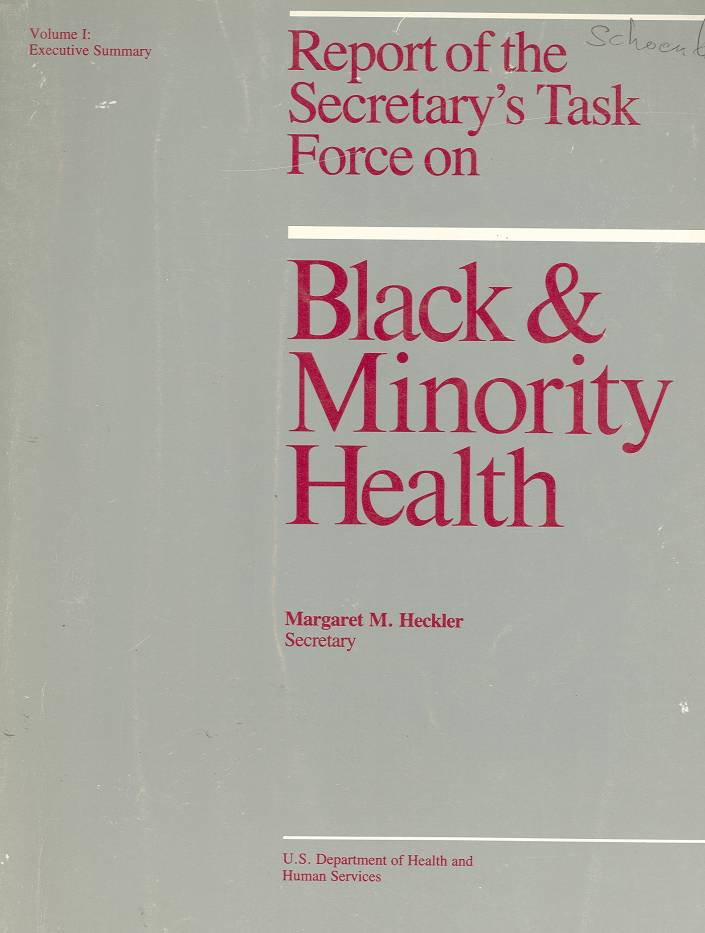 Volume I:
Executive Summary
Report of the
Secretary's Task
Force on
Black &
Minority
Health
Margaret M. Heckler
Secretary
U.S. Department of Health and
Human Services